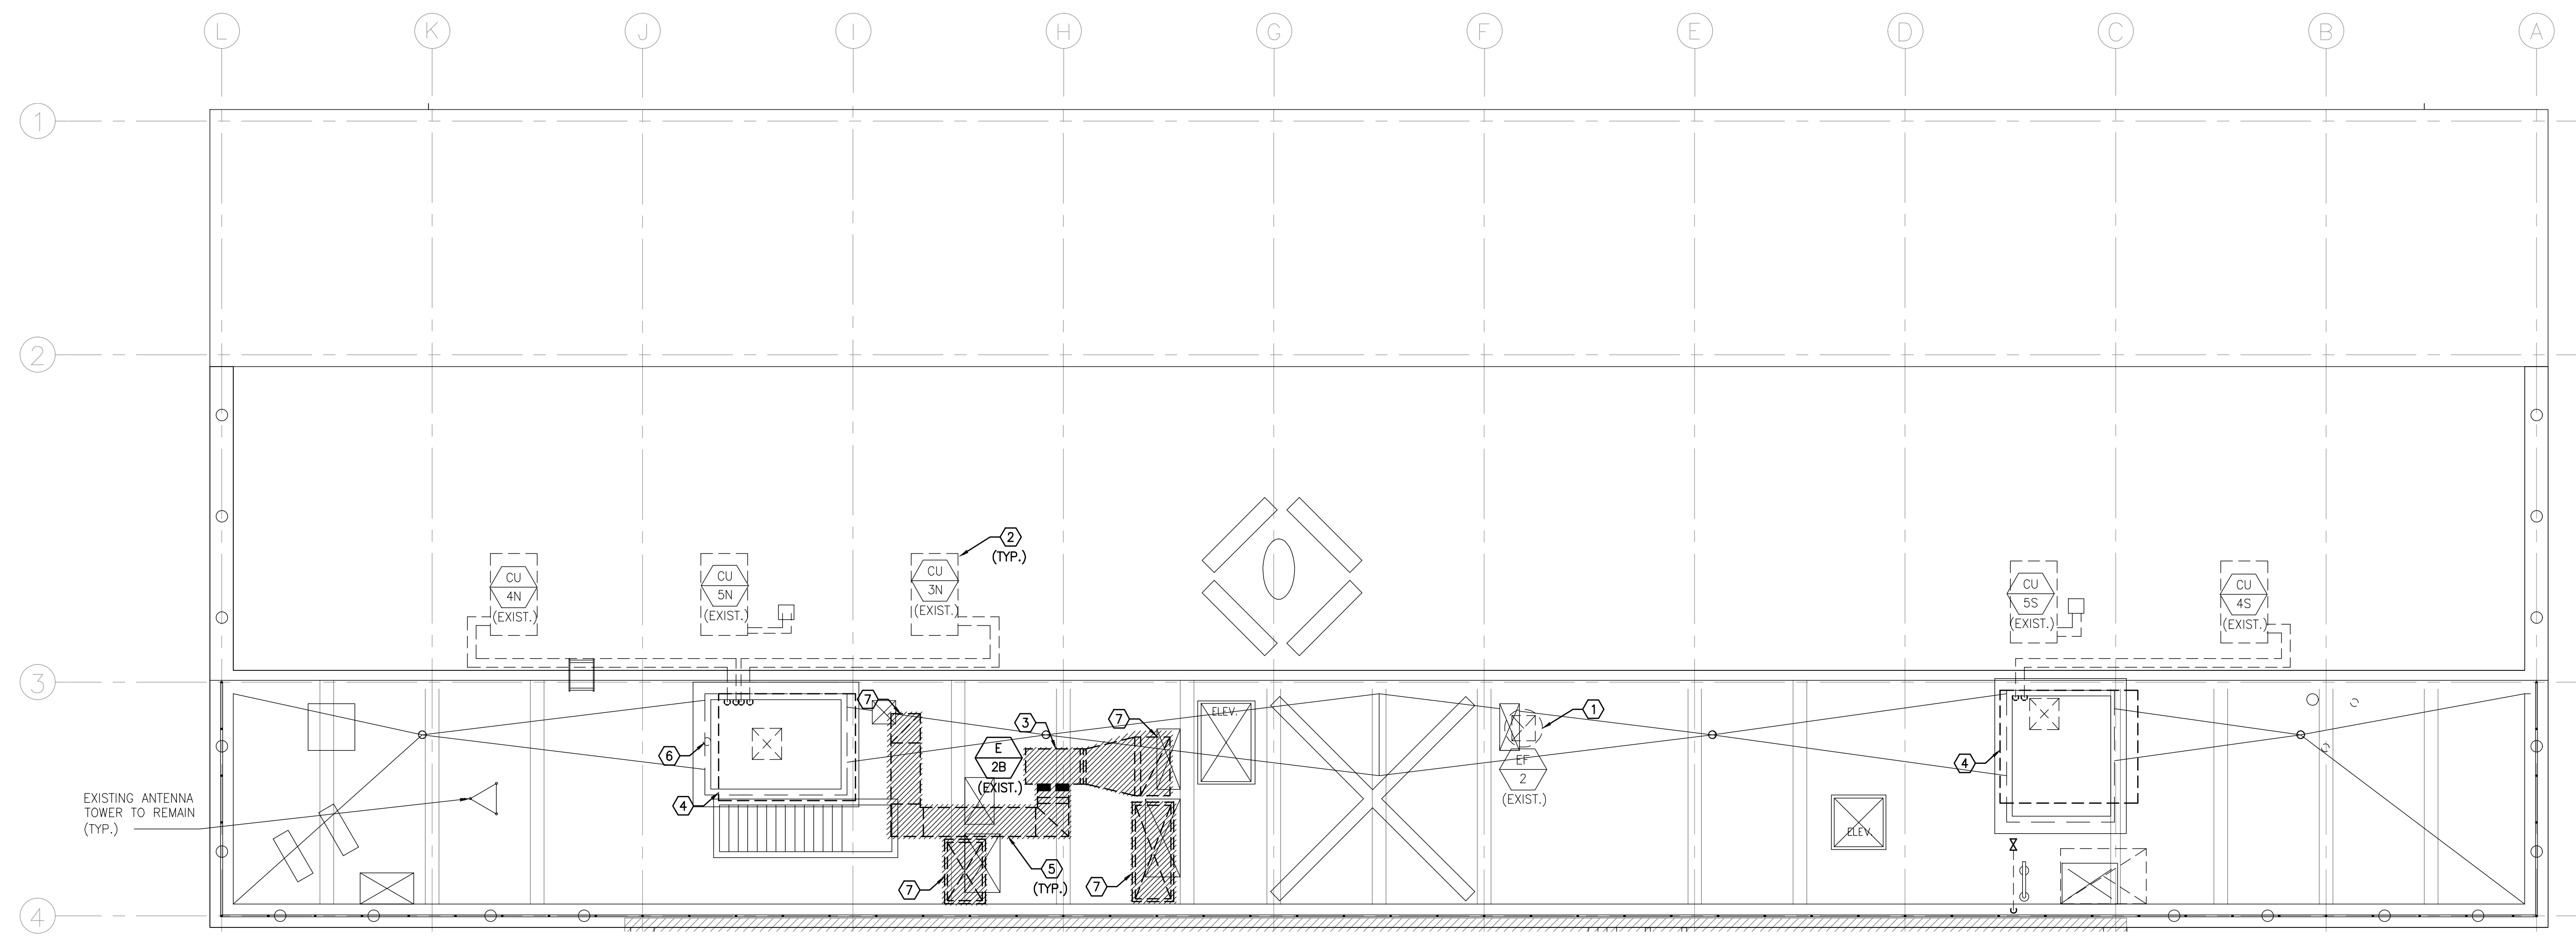 L
K
J
I
H
G
F
E
D
C
B
A
1
2
3
4
2
(TYP.)
CU
4N
(EXIST.)
CU
5N
(EXIST.)
CU
3N
(EXIST.)
CU
5S
(EXIST.)
CU
4S
(EXIST.)
7
3
7
ELEV.
1
6
E
2B
(EXIST.)
EF
2
(EXIST.)
4
4
EXISTING ANTENNA
TOWER TO REMAIN
(TYP.)
ELEV.
5
(TYP.)
7
7